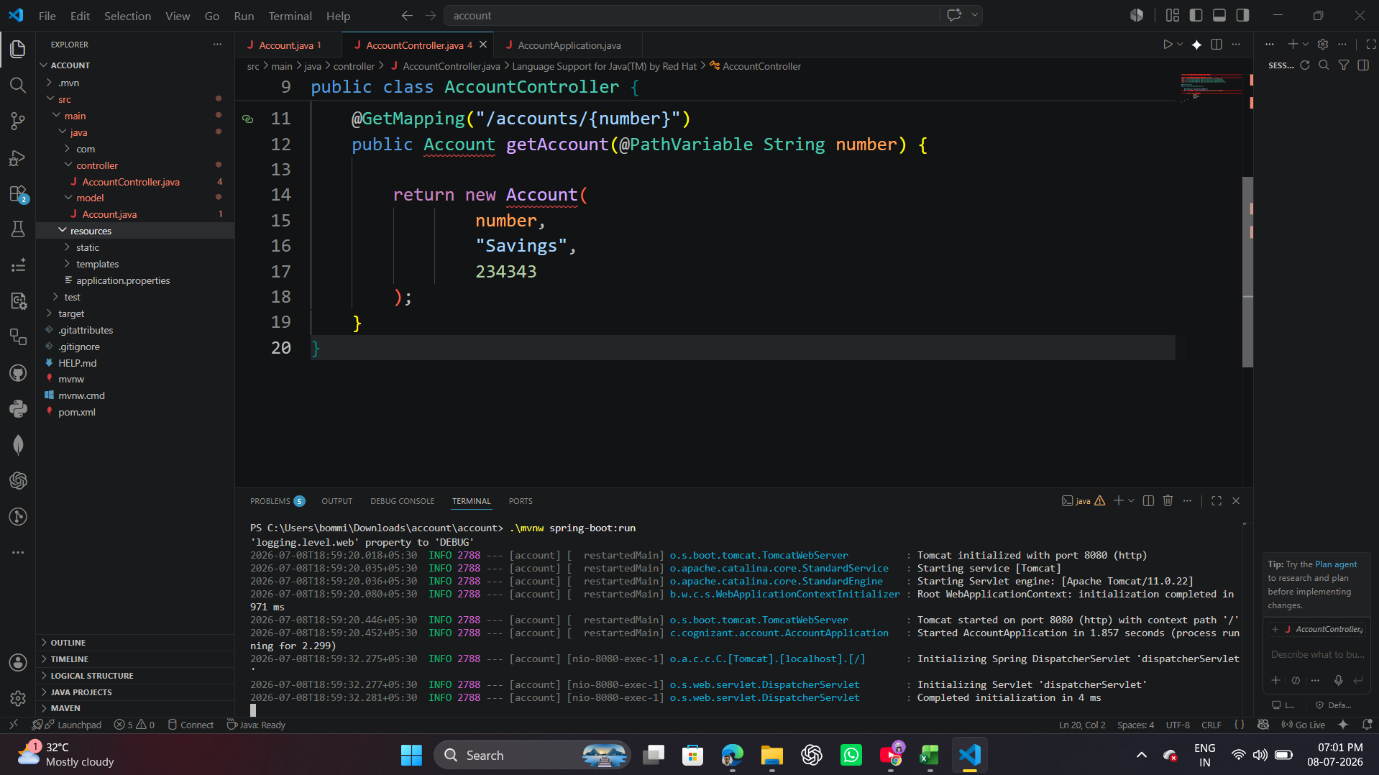 File Edit Selection View Go Run Terminal Help
account
EXPLORER
ACCOUNT
.mvn
src
main
java
com
controller
AccountController.java 4
model
Account.java 1
resources
static
templates
application.properties
test
target
.gitattributes
.gitignore
HELP.md
mvnw
mvnw.cmd
pom.xml
OUTLINE
TIMELINE
LOGICAL STRUCTURE
JAVA PROJECTS
MAVEN
2
Account.java 1
AccountController.java 4
AccountApplication.java
src > main > java > controller > AccountController.java > Language Support for Java(TM) by Red Hat > AccountController
9 public class AccountController {
11 @GetMapping("/accounts/{number}")
12 public Account getAccount(@PathVariable String number) {
13
14 return new Account(
15 number,
16 "Savings",
17 234343
18 );
19 }
20 }
PROBLEMS 5 OUTPUT DEBUG CONSOLE TERMINAL PORTS
java
PS C:\Users\bommi\Downloads\account\account> .\mvnw spring-boot:run
'logging.level.web' property to 'DEBUG'
2026-07-08T18:59:20.018+05:30 INFO 2788 --- [account] [ restartedMain] o.s.boot.tomcat.TomcatWebServer : Tomcat initialized with port 8080 (http)
2026-07-08T18:59:20.035+05:30 INFO 2788 --- [account] [ restartedMain] o.apache.catalina.core.StandardService : Starting service [Tomcat]
2026-07-08T18:59:20.036+05:30 INFO 2788 --- [account] [ restartedMain] o.apache.catalina.core.StandardEngine : Starting Servlet engine: [Apache Tomcat/11.0.22]
2026-07-08T18:59:20.080+05:30 INFO 2788 --- [account] [ restartedMain] b.w.c.s.WebApplicationContextInitializer : Root WebApplicationContext: initialization completed in
971 ms
2026-07-08T18:59:20.446+05:30 INFO 2788 --- [account] [ restartedMain] o.s.boot.tomcat.TomcatWebServer : Tomcat started on port 8080 (http) with context path '/'
2026-07-08T18:59:20.452+05:30 INFO 2788 --- [account] [ restartedMain] c.cognizant.account.AccountApplication : Started AccountApplication in 1.857 seconds (process run
ning for 2.299)
2026-07-08T18:59:32.275+05:30 INFO 2788 --- [account] [nio-8080-exec-1] o.a.c.c.C.[Tomcat].[localhost].[/] : Initializing Spring DispatcherServlet 'dispatcherServlet
'
2026-07-08T18:59:32.277+05:30 INFO 2788 --- [account] [nio-8080-exec-1] o.s.web.servlet.DispatcherServlet : Initializing Servlet 'dispatcherServlet'
2026-07-08T18:59:32.281+05:30 INFO 2788 --- [account] [nio-8080-exec-1] o.s.web.servlet.DispatcherServlet : Completed initialization in 4 ms
SESS...
Tip: Try the Plan agent
to research and plan
before implementing
changes.
AccountController.j
Describe what to bu...
L...
Defa...
Launchpad 5 0 Connect Java: Ready
Ln 20, Col 2 Spaces: 4 UTF-8 CRLF { } Go Live
1
32°C
Mostly cloudy
Search
ENG
IN
07:01 PM
08-07-2026